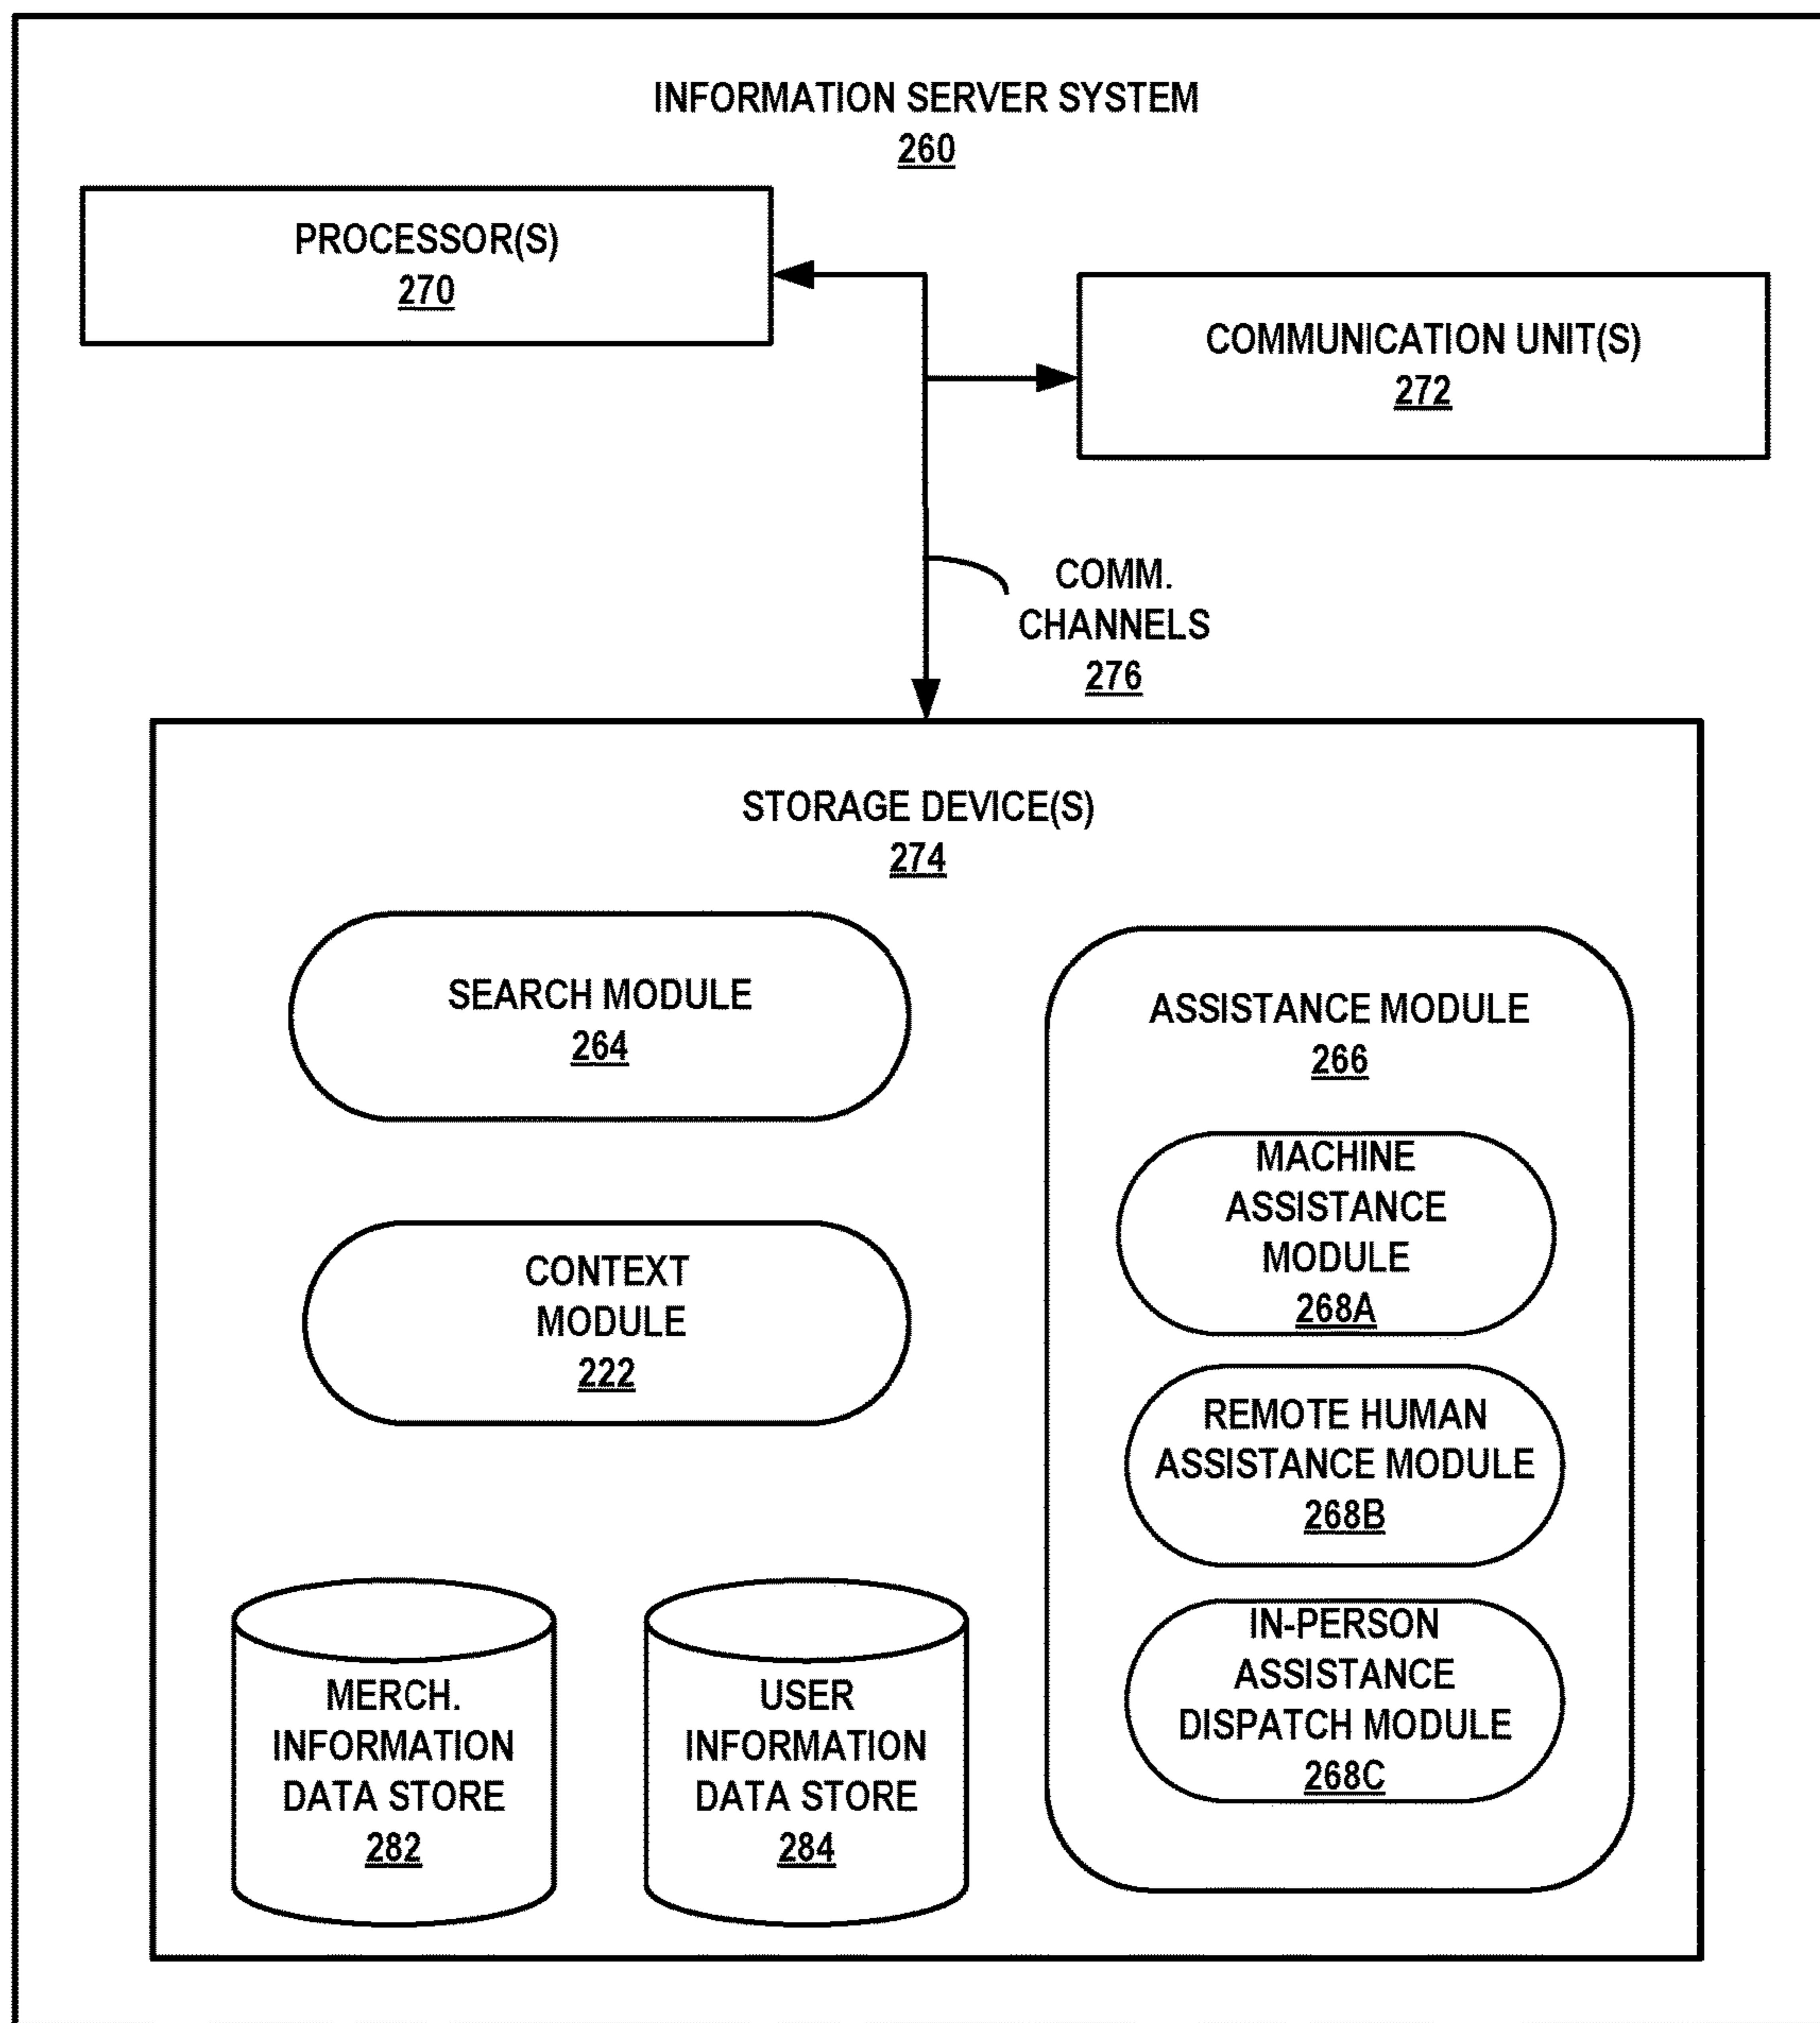 INFORMATION SERVER SYSTEM
260
PROCESSOR(S)
270
COMMUNICATION UNIT(S)
272
COMM.
CHANNELS
276
STORAGE DEVICE(S)
274
SEARCH MODULE
264
CONTEXT
MODULE
222
MERCH.
INFORMATION
DATA STORE
282
USER
INFORMATION
DATA STORE
284
ASSISTANCE MODULE
266
MACHINE
ASSISTANCE
MODULE
268A
REMOTE HUMAN
ASSISTANCE MODULE
268B
IN-PERSON
ASSISTANCE
DISPATCH MODULE
268C